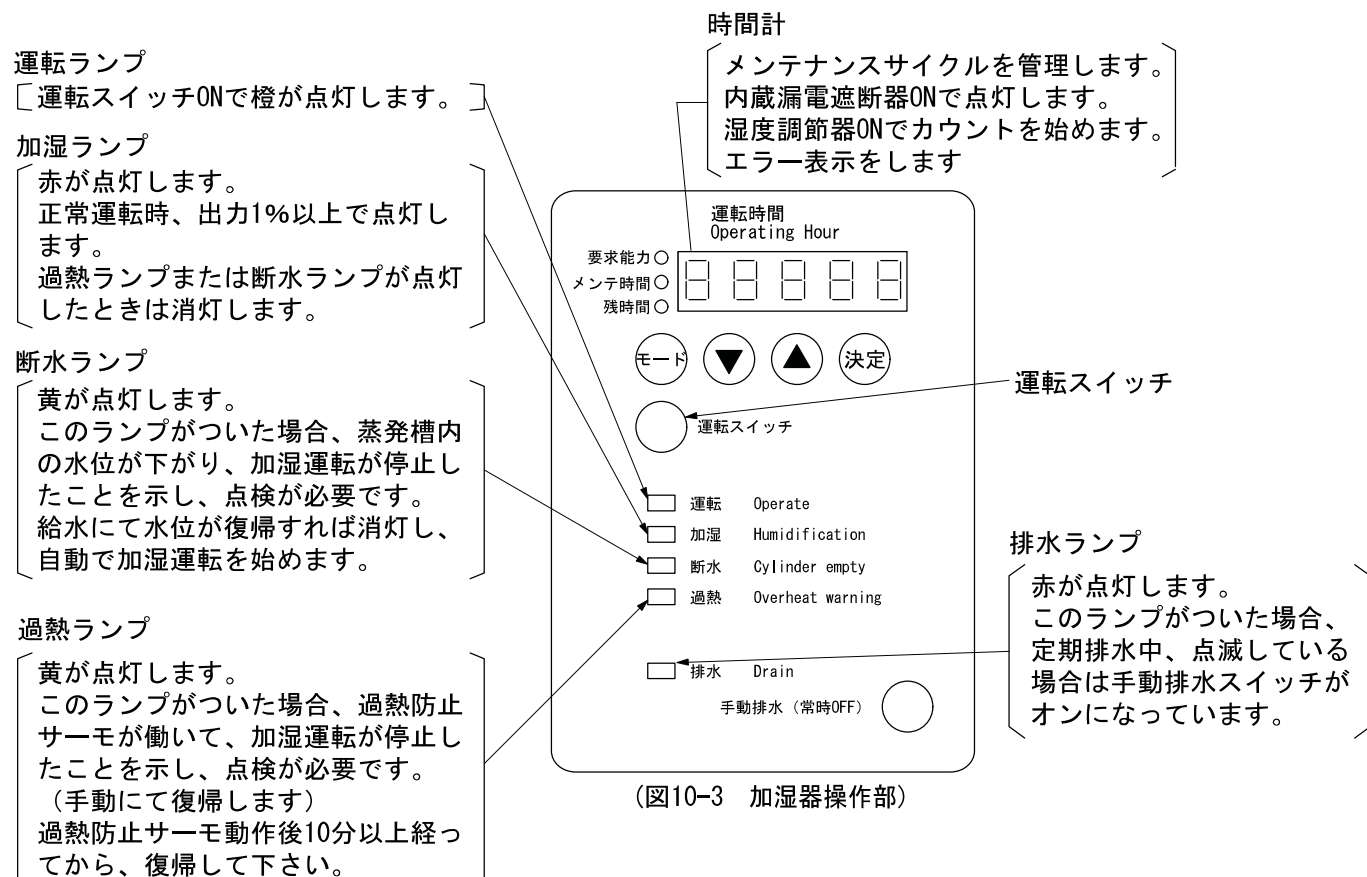 運転ランプ
運転スイッチONで橙が点灯します。
加湿ランプ
赤が点灯します。
正常運転時、出力1%以上で点灯し
ます。
過熱ランプまたは断水ランプが点灯
したときは消灯します。
断水ランプ
黄が点灯します。
このランプがついた場合、蒸発槽内
の水位が下がり、加湿運転が停止し
たことを示し、点検が必要です。
給水にて水位が復帰すれば消灯し、
自動で加湿運転を始めます。
過熱ランプ
黄が点灯します。
このランプがついた場合、過熱防止
サーモが働いて、加湿運転が停止し
たことを示し、点検が必要です。
（手動にて復帰します）
過熱防止サーモ動作後10分以上経っ
てから、復帰して下さい。
時間計
メンテナンスサイクルを管理します。
内蔵漏電遮断器ONで点灯します。
湿度調節器ONでカウントを始めます。
エラー表示をします
運転時間
Operating Hour
要求能力
メンテ時間
残時間
88888
モード ▼ ▲ 決定
運転スイッチ
運転スイッチ
運転 Operate
加湿 Humidification
断水 Cylinder empty
過熱 Overheat warning
排水 Drain
手動排水（常時OFF）
排水ランプ
赤が点灯します。
このランプがついた場合、
定期排水中、点滅している
場合は手動排水スイッチが
オンになっています。
(図10-3 加湿器操作部)